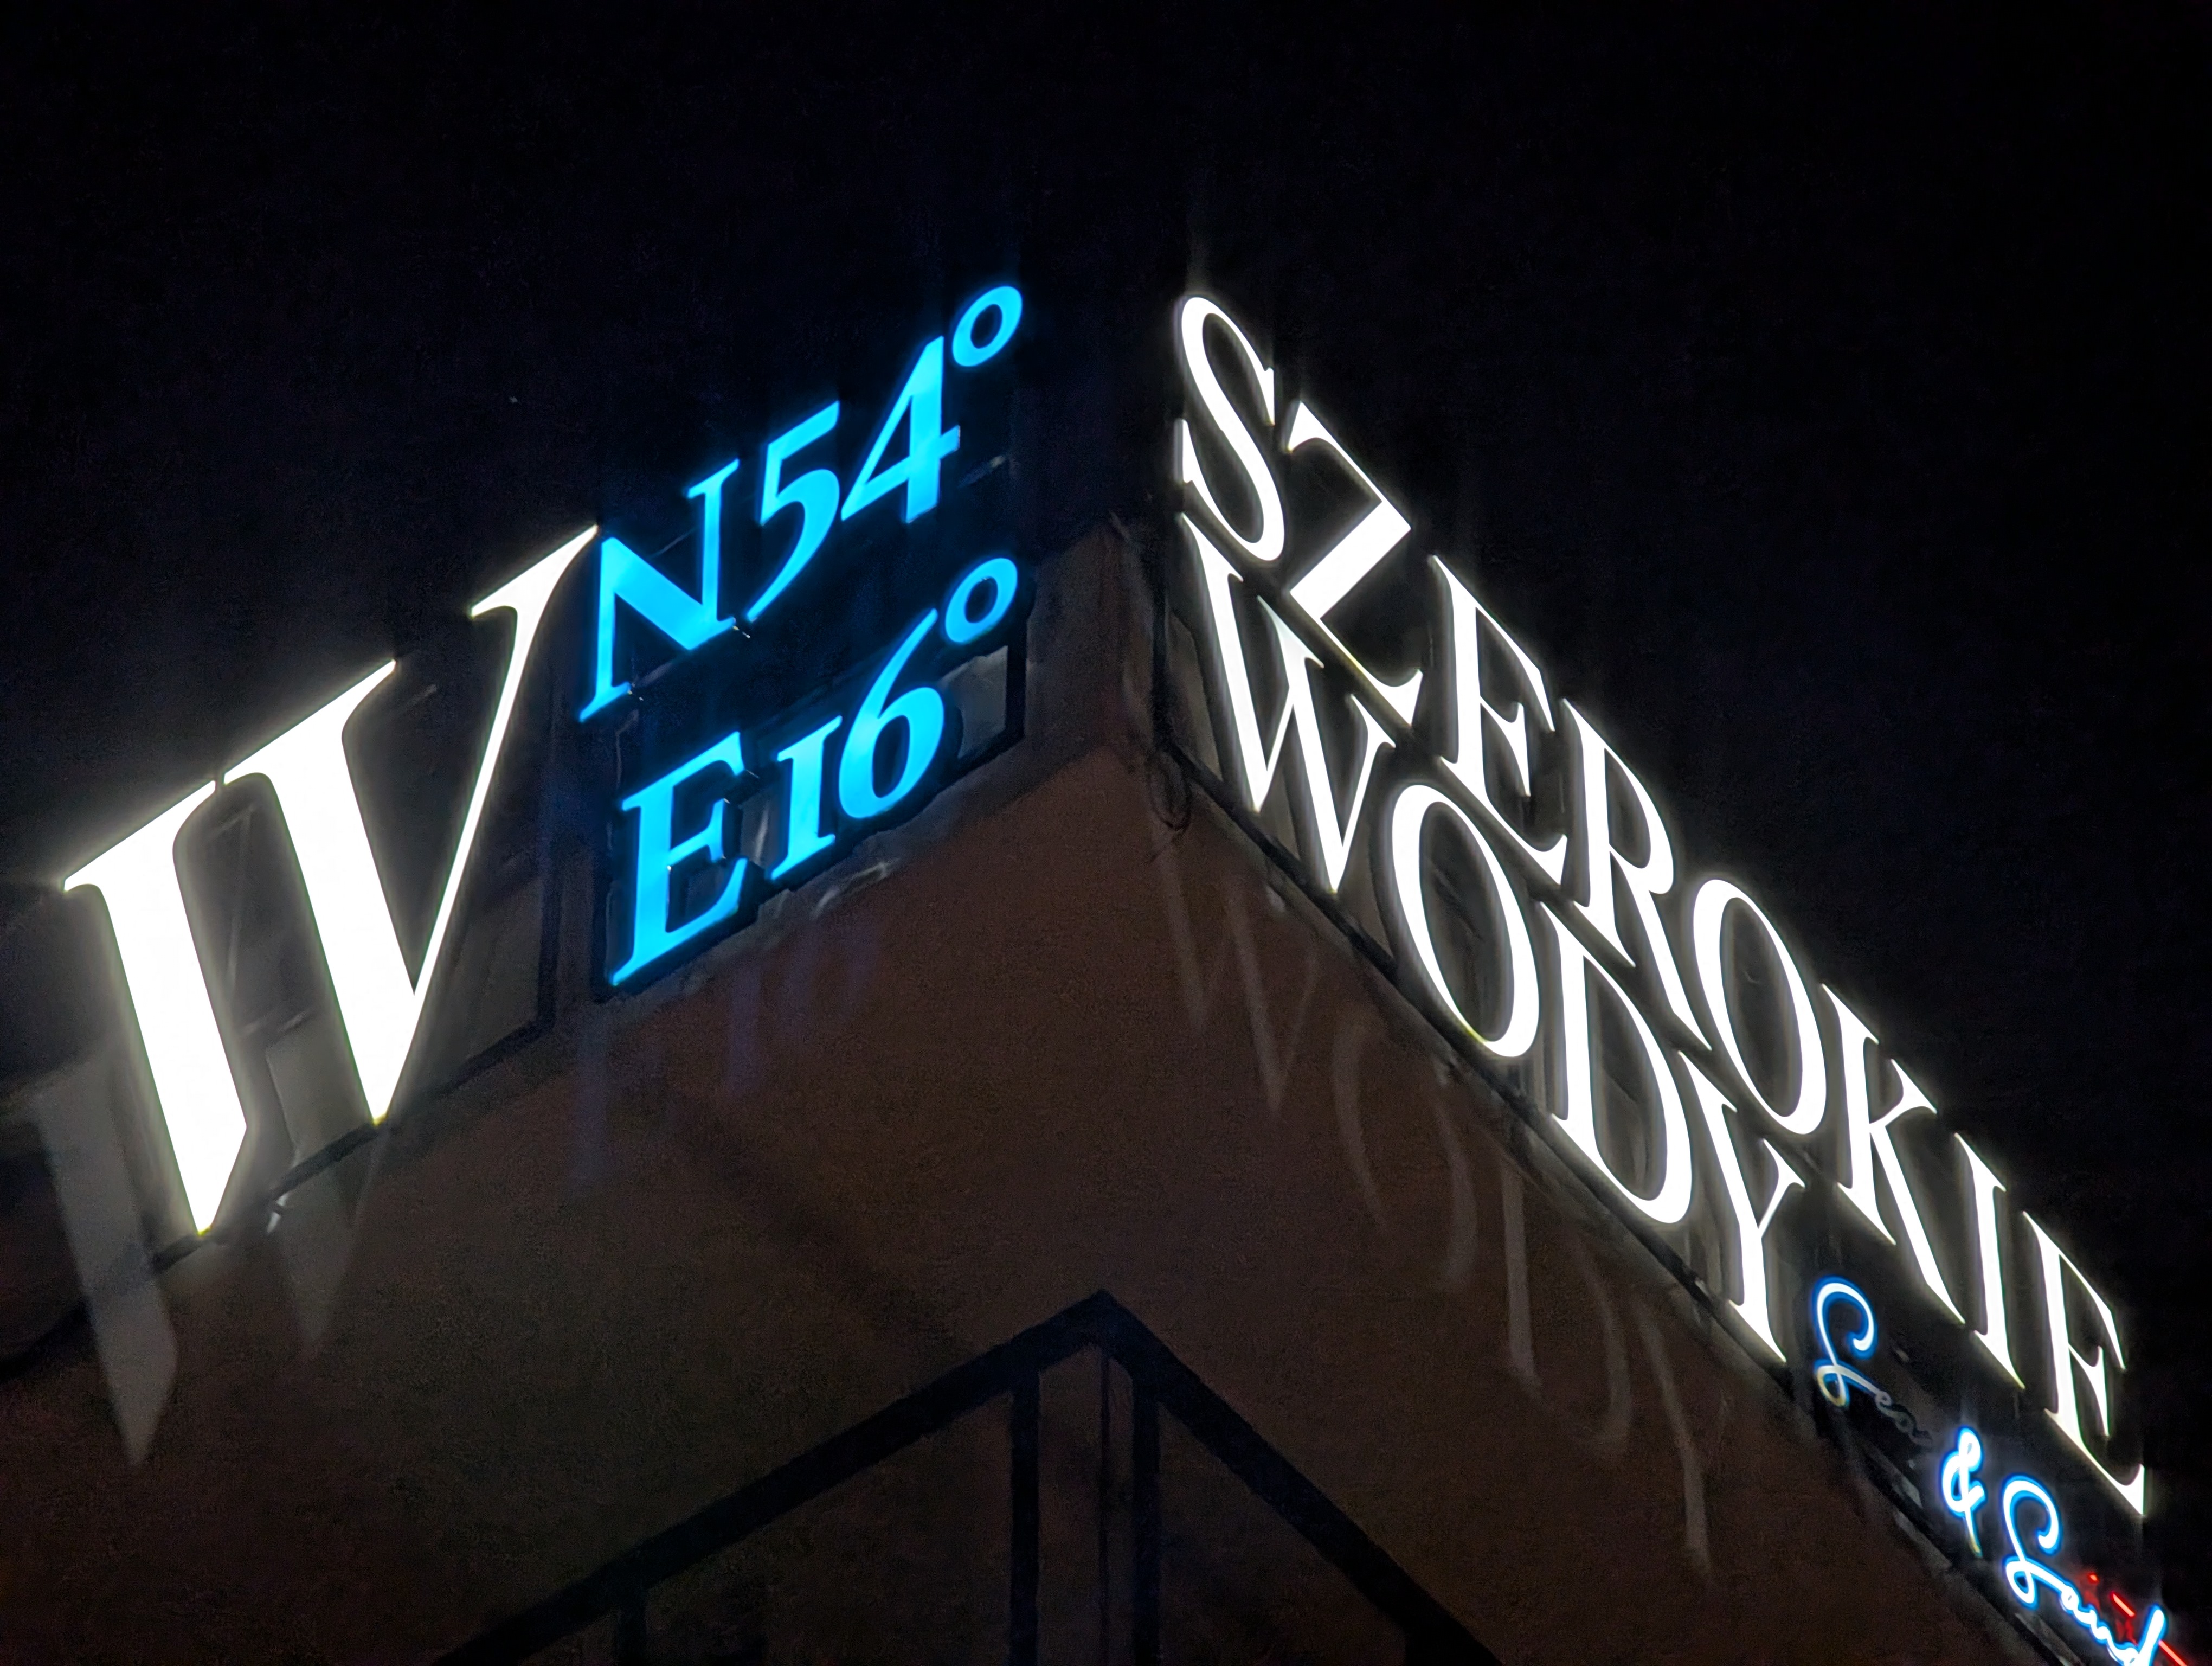 W
N54°
E16°
SZEROKIE
WODY
Sea & Sand